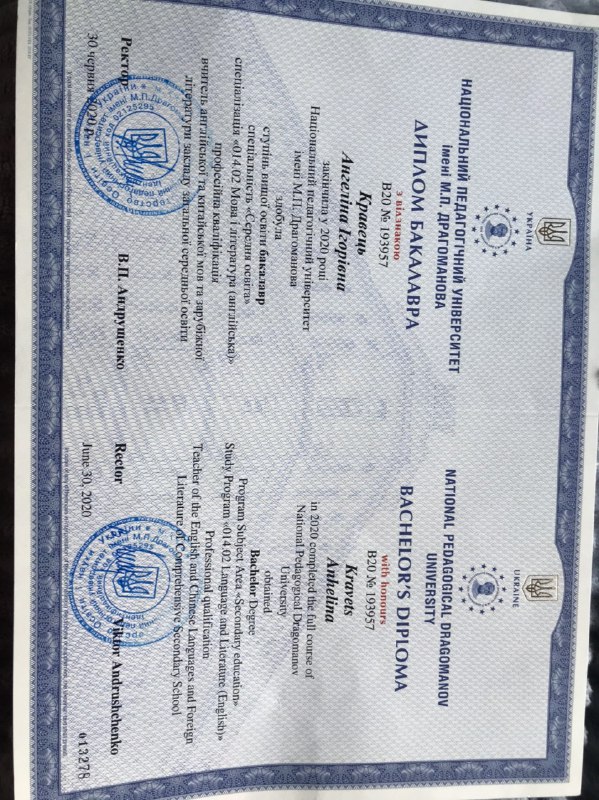 УКРАЇНА
НАЦІОНАЛЬНИЙ ПЕДАГОГІЧНИЙ УНІВЕРСИТЕТ
імені М.П. ДРАГОМАНОВА
ДИПЛОМ БАКАЛАВРА
з відзнакою
B20 № 193957
Кравець
Ангеліна Ігорівна
закінчила у 2020 році
Національний педагогічний університет
імені М.П. Драгоманова
здобула
ступінь вищої освіти бакалавр
спеціальність «Середня освіта»
спеціалізація «014.02 Мова і література (англійська)»
професійна кваліфікація
вчитель англійської та китайської мов та зарубіжної
літератури закладу загальної середньої освіти
Ректор
В.П. Андрущенко
30 червня 2020 р.
UKRAINE
NATIONAL PEDAGOGICAL DRAGOMANOV
UNIVERSITY
BACHELOR'S DIPLOMA
with honours
B20 № 193957
Kravets
Anhelina
in 2020 completed the full course of
National Pedagogical Dragomanov
University
obtained
Bachelor Degree
Program Subject Area «Secondary education»
Study Program «014.02 Language and Literature (English)»
Professional qualification
Teacher of the English and Chinese Languages and Foreign
Literature of Comprehensive Secondary School
Rector
Viktor Andrushchenko
June 30, 2020
013278